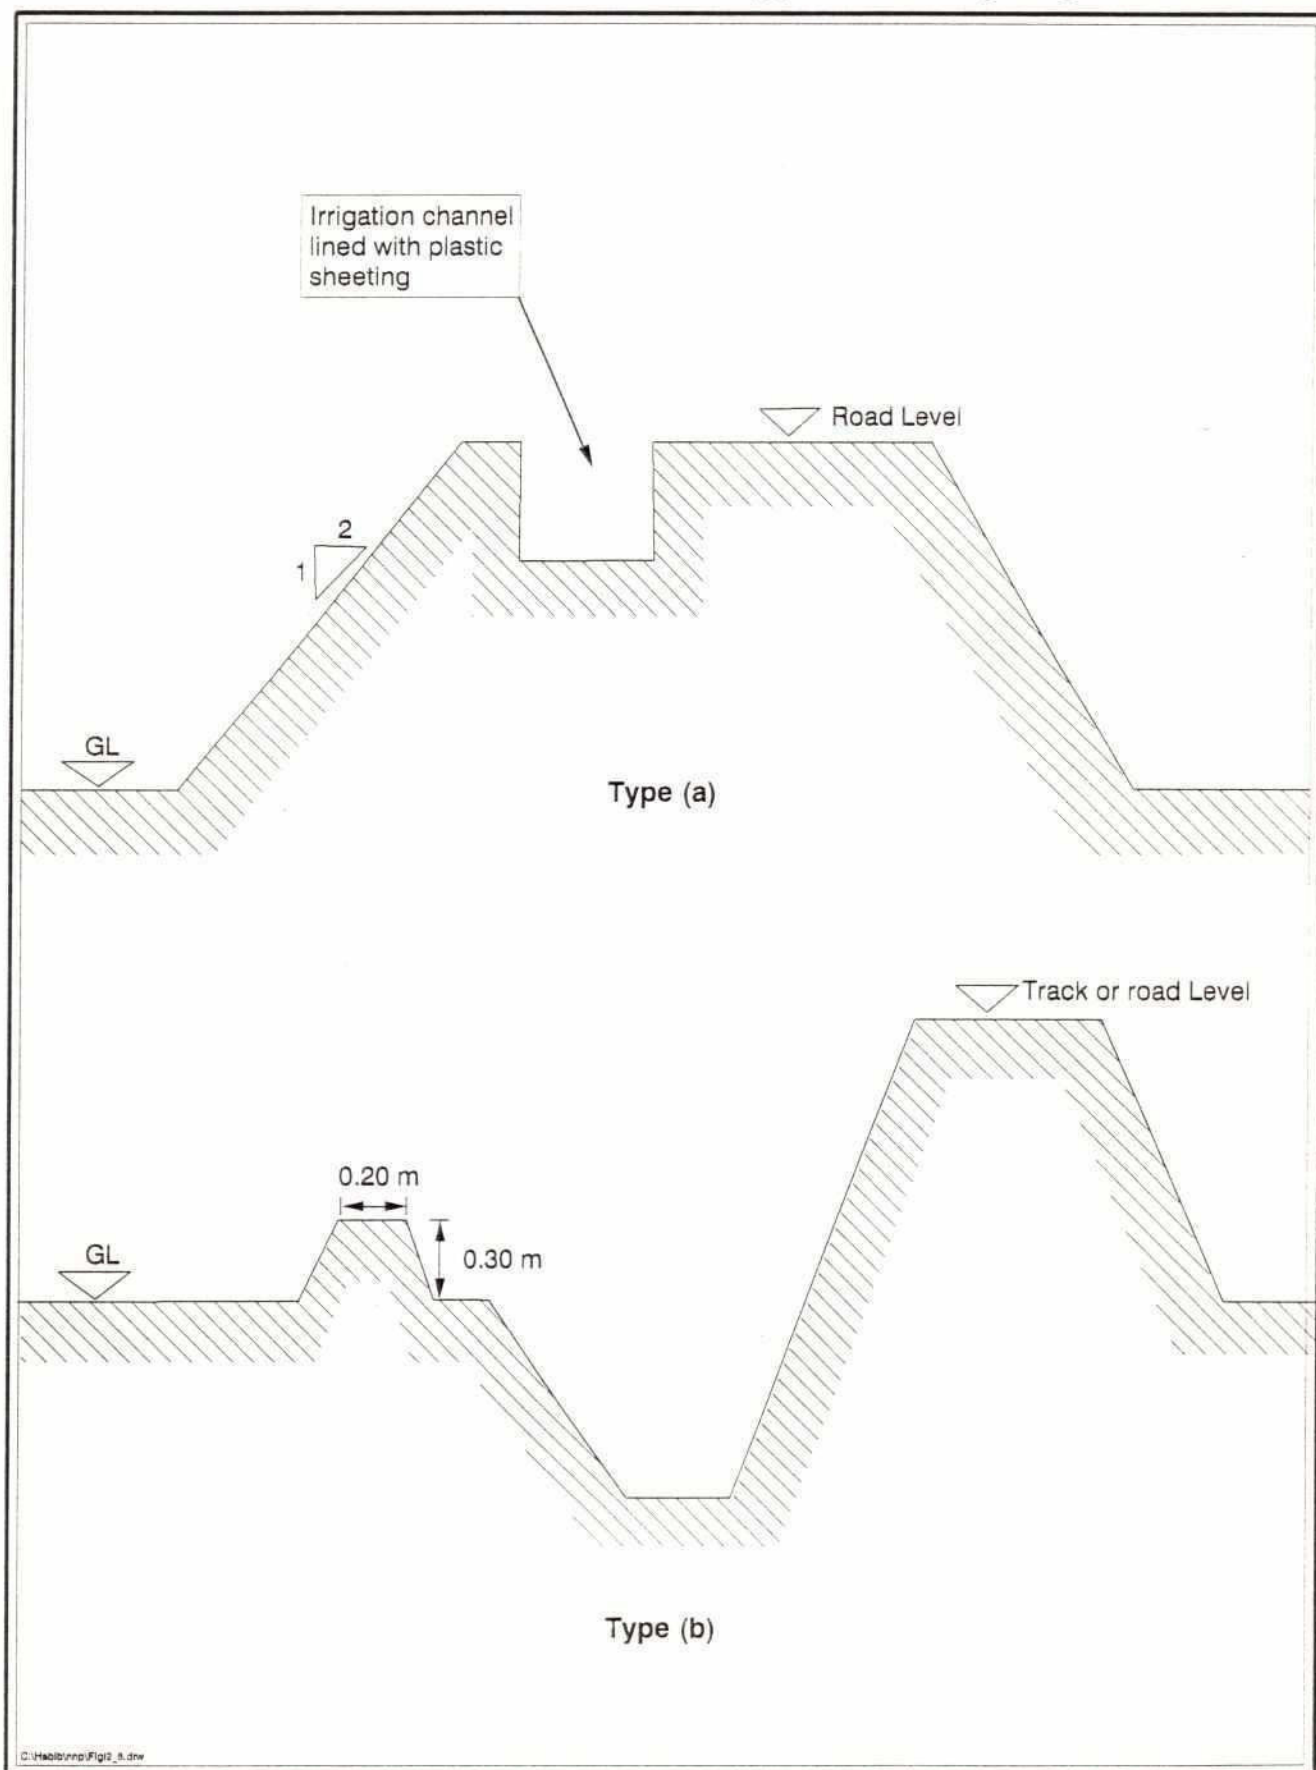 Irrigation channel
lined with plastic
sheeting
Road Level
2
1
GL
Type (a)
Track or road Level
0.20 m
GL
0.30 m
Type (b)